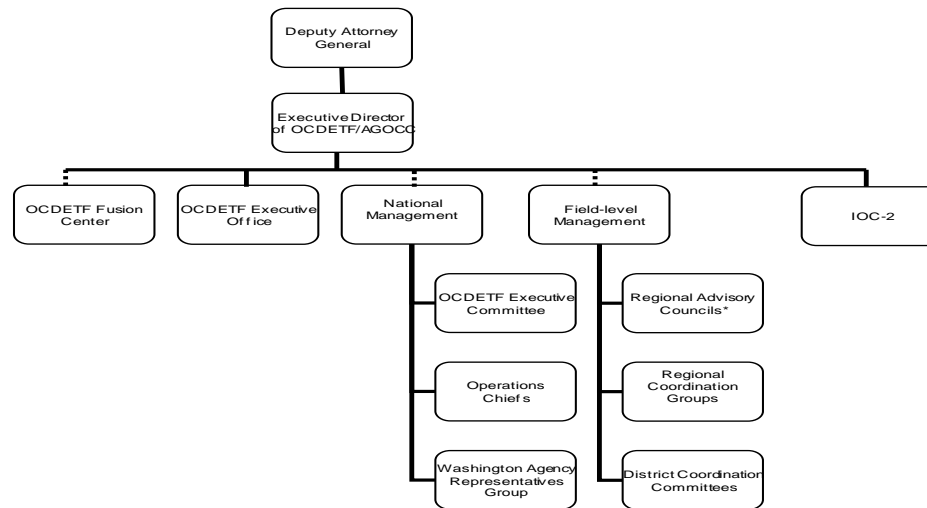 Deputy Attorney
General
Executive Director
of OCDETF/AGOCC
OCDETF Fusion
Center
OCDETF Executive
Office
National
Management
Field-level
Management
IOC-2
OCDETF Executive
Committee
Regional Advisory
Councils*
Operations
Chiefs
Regional
Coordination
Groups
Washington Agency
Representatives
Group
District Coordination
Committees